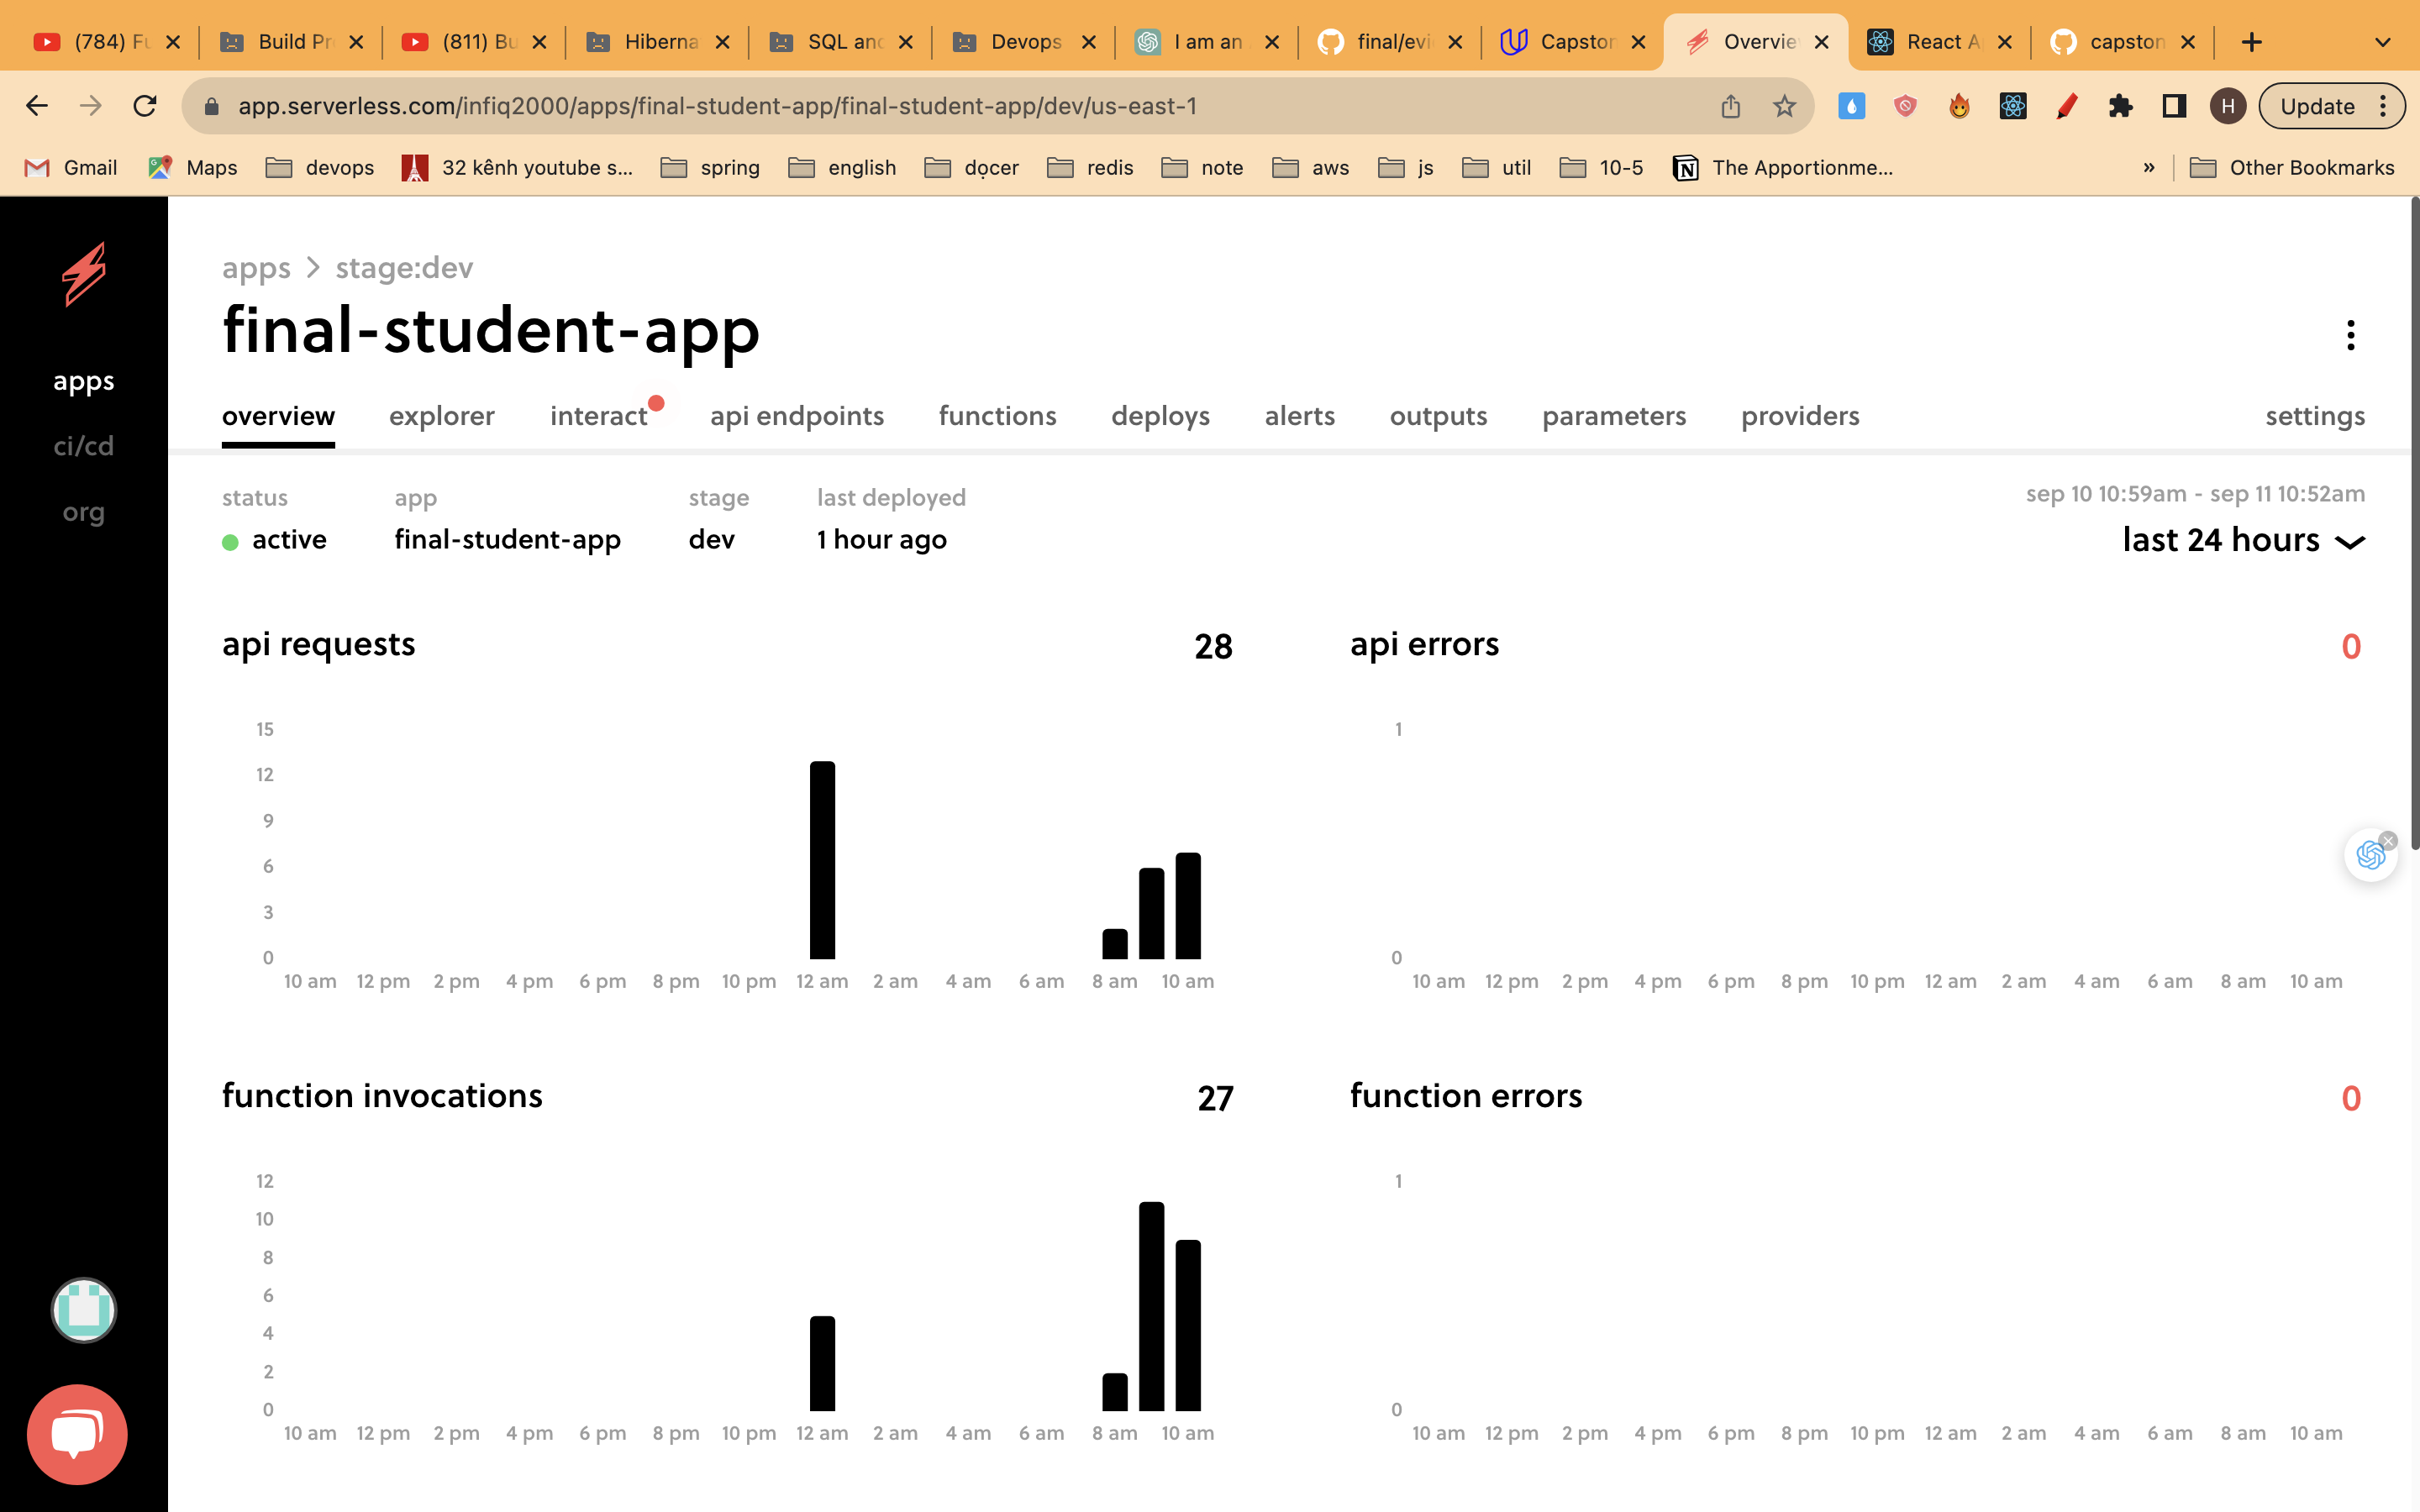 (784) Fu
Build Pr
(811) Bu
Hiberna
SQL and
Devops
I am an
final/evi
Capstor
Overvie
React A
capston
app.serverless.com/infiq2000/apps/final-student-app/final-student-app/dev/us-east-1
H
Update
Gmail
Maps
devops
32 kênh youtube s...
spring
english
dọcer
redis
note
aws
js
util
10-5
The Apportionme...
»
Other Bookmarks
apps
ci/cd
org
apps > stage:dev
final-student-app
overview
explorer
interact
api endpoints
functions
deploys
alerts
outputs
parameters
providers
settings
status
active
app
final-student-app
stage
dev
last deployed
1 hour ago
sep 10 10:59am - sep 11 10:52am
last 24 hours
api requests
28
15
12
9
6
3
0
10 am 12 pm 2 pm 4 pm 6 pm 8 pm 10 pm 12 am 2 am 4 am 6 am 8 am 10 am
api errors
0
1
0
10 am 12 pm 2 pm 4 pm 6 pm 8 pm 10 pm 12 am 2 am 4 am 6 am 8 am 10 am
function invocations
27
12
10
8
6
4
2
0
10 am 12 pm 2 pm 4 pm 6 pm 8 pm 10 pm 12 am 2 am 4 am 6 am 8 am 10 am
function errors
0
1
0
10 am 12 pm 2 pm 4 pm 6 pm 8 pm 10 pm 12 am 2 am 4 am 6 am 8 am 10 am